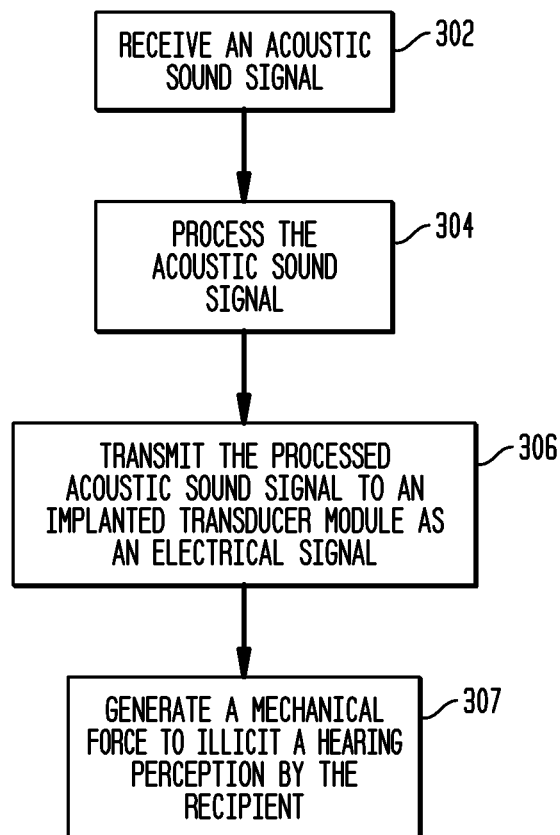 RECEIVE AN ACOUSTIC
SOUND SIGNAL
302
PROCESS THE
ACOUSTIC SOUND
SIGNAL
304
TRANSMIT THE PROCESSED
ACOUSTIC SOUND SIGNAL TO AN
IMPLANTED TRANSDUCER MODULE AS
AN ELECTRICAL SIGNAL
306
GENERATE A MECHANICAL
FORCE TO ILLICIT A HEARING
PERCEPTION BY THE
RECIPIENT
307